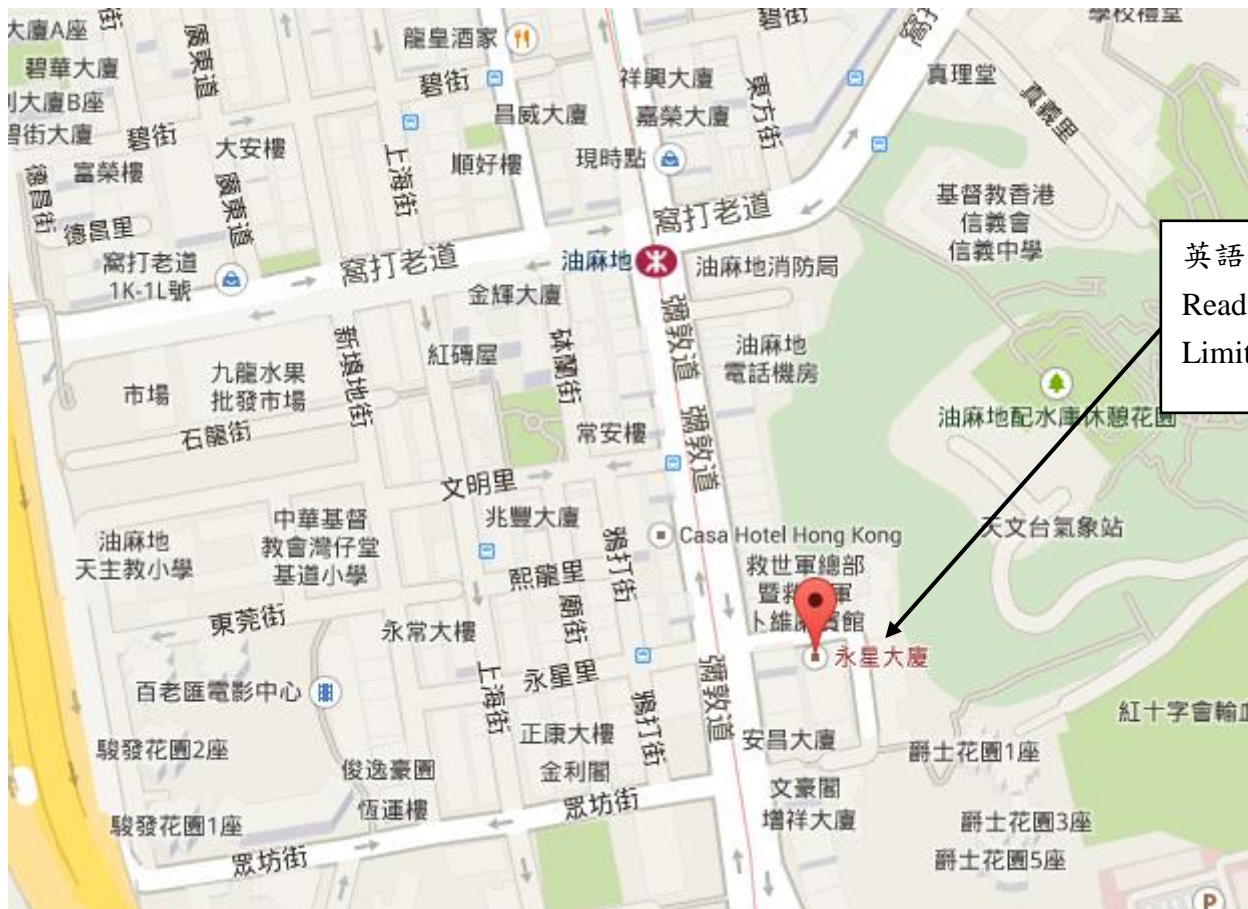 大廈A座
碧華大廈
碧街大廈
碧街
富榮樓
德昌街
德昌里
廣東道
大安樓
廣東道
龍皇酒家
碧街
昌威大廈
順好樓
上海街
碧街
祥興大廈
嘉榮大廈
現時點
東方街
學校禮堂
真理堂
真義里
基督教香港
信義會
信義中學
窩打老道
窩打老道
1K-1L號
窩打老道
油麻地
油麻地消防局
金輝大廈
砵蘭街
彌敦道
彌敦道
油麻地
電話機房
英語
Read
Limit
新填地街
紅磚屋
市場
九龍水果
批發市場
石龍街
常安樓
油麻地配水庫休憩花園
文明里
兆豐大廈
油麻地
天主教小學
中華基督
教會灣仔堂
基道小學
熙龍里
鴉打街
Casa Hotel Hong Kong
救世軍總部
天文台氣象站
東莞街
永常大樓
廟街
永星里
永星大廈
百老匯電影中心
上海街
正康大樓
鴉打街
彌敦道
安昌大廈
爵士花園1座
駿發花園2座
俊逸豪園
金利閣
文豪閣
增祥大廈
恆運樓
眾坊街
駿發花園1座
眾坊街
爵士花園3座
爵士花園5座
P